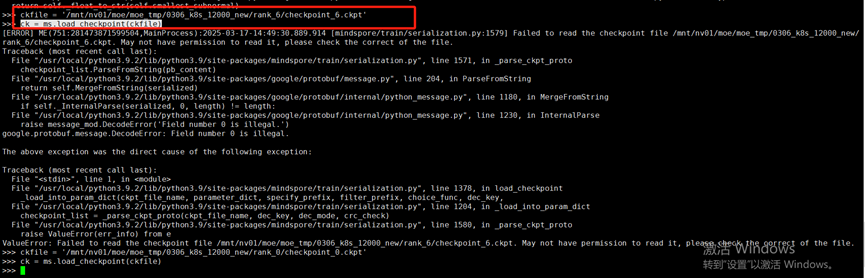 return self._float_to_str(self.smallest_subnormal)
>>> ckfile = '/mnt/nv01/moe/moe_tmp/0306_k8s_12000_new/rank_6/checkpoint_6.ckpt'
>>> ck = ms.load_checkpoint(ckfile)
[ERROR] ME(751:281473871599504,MainProcess):2025-03-17-14:49:30.889.914 [mindspore/train/serialization.py:1579] Failed to read the checkpoint file /mnt/nv01/moe/moe_tmp/0306_k8s_12000_new/
rank_6/checkpoint_6.ckpt. May not have permission to read it, please check the correct of the file.
Traceback (most recent call last):
File "/usr/local/python3.9.2/lib/python3.9/site-packages/mindspore/train/serialization.py", line 1571, in _parse_ckpt_proto
checkpoint_list.ParseFromString(pb_content)
File "/usr/local/python3.9.2/lib/python3.9/site-packages/google/protobuf/message.py", line 204, in ParseFromString
return self.MergeFromString(serialized)
File "/usr/local/python3.9.2/lib/python3.9/site-packages/google/protobuf/internal/python_message.py", line 1180, in MergeFromString
if self._InternalParse(serialized, 0, length) != length:
File "/usr/local/python3.9.2/lib/python3.9/site-packages/google/protobuf/internal/python_message.py", line 1230, in InternalParse
raise message_mod.DecodeError('Field number 0 is illegal.')
google.protobuf.message.DecodeError: Field number 0 is illegal.
The above exception was the direct cause of the following exception:
Traceback (most recent call last):
File "<stdin>", line 1, in <module>
File "/usr/local/python3.9.2/lib/python3.9/site-packages/mindspore/train/serialization.py", line 1378, in load_checkpoint
_load_into_param_dict(ckpt_file_name, parameter_dict, specify_prefix, filter_prefix, choice_func, dec_key,
File "/usr/local/python3.9.2/lib/python3.9/site-packages/mindspore/train/serialization.py", line 1204, in _load_into_param_dict
checkpoint_list = _parse_ckpt_proto(ckpt_file_name, dec_key, dec_mode, crc_check)
File "/usr/local/python3.9.2/lib/python3.9/site-packages/mindspore/train/serialization.py", line 1580, in _parse_ckpt_proto
raise ValueError(err_info) from e
ValueError: Failed to read the checkpoint file /mnt/nv01/moe/moe_tmp/0306_k8s_12000_new/rank_6/checkpoint_6.ckpt. May not have permission to read it, please check the correct of the file.
>>> ckfile = '/mnt/nv01/moe/moe_tmp/0306_k8s_12000_new/rank_0/checkpoint_0.ckpt'
>>> ck = ms.load_checkpoint(ckfile)
>>>
激活 Windows
转到"设置"以激活 Windows。